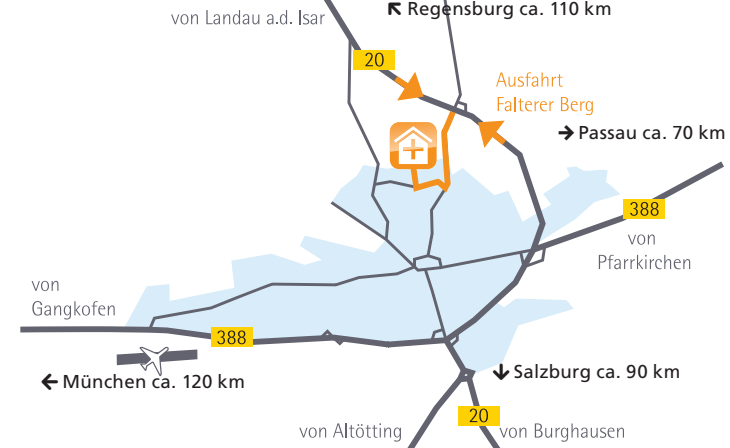 von Landau a.d. Isar
↖ Regensburg ca. 110 km
20
Ausfahrt
Falterer Berg
→ Passau ca. 70 km
388
von
Pfarrkirchen
von
Gangkofen
388
← München ca. 120 km
↓ Salzburg ca. 90 km
20
von Altötting
von Burghausen